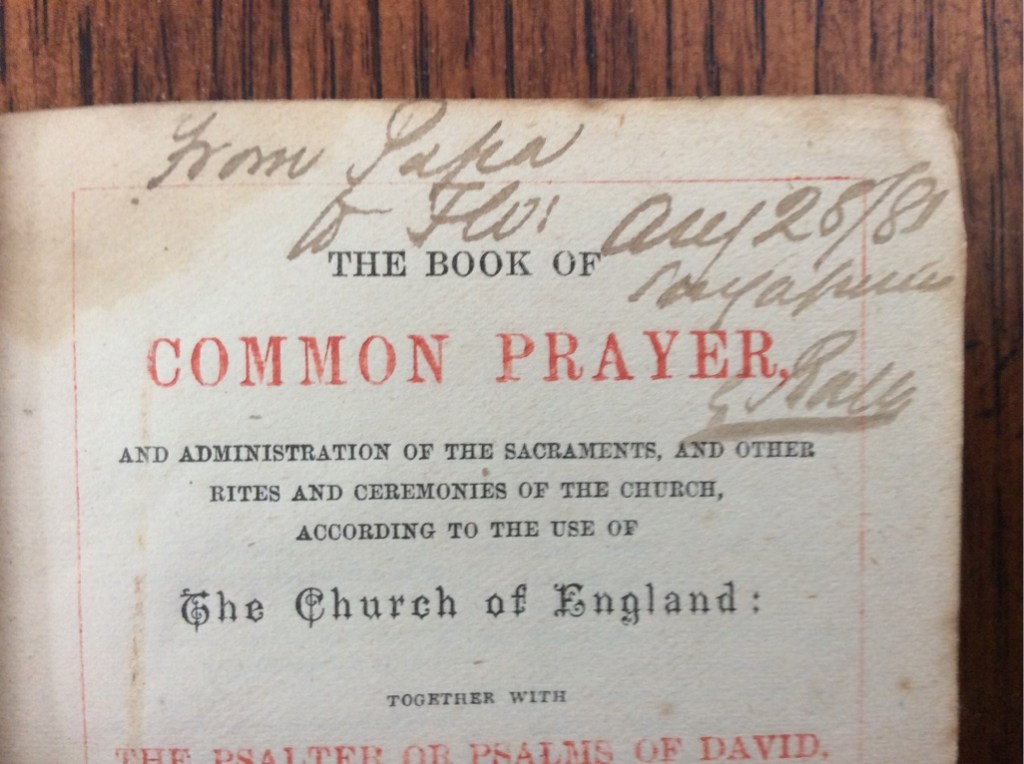 From Papa
to Flo: Aug 28/81
THE BOOK OF
COMMON PRAYER,
AND ADMINISTRATION OF THE SACRAMENTS, AND OTHER
RITES AND CEREMONIES OF THE CHURCH,
ACCORDING TO THE USE OF
The Church of England:
TOGETHER WITH
THE PSALTER OR PSALMS OF DAVID,